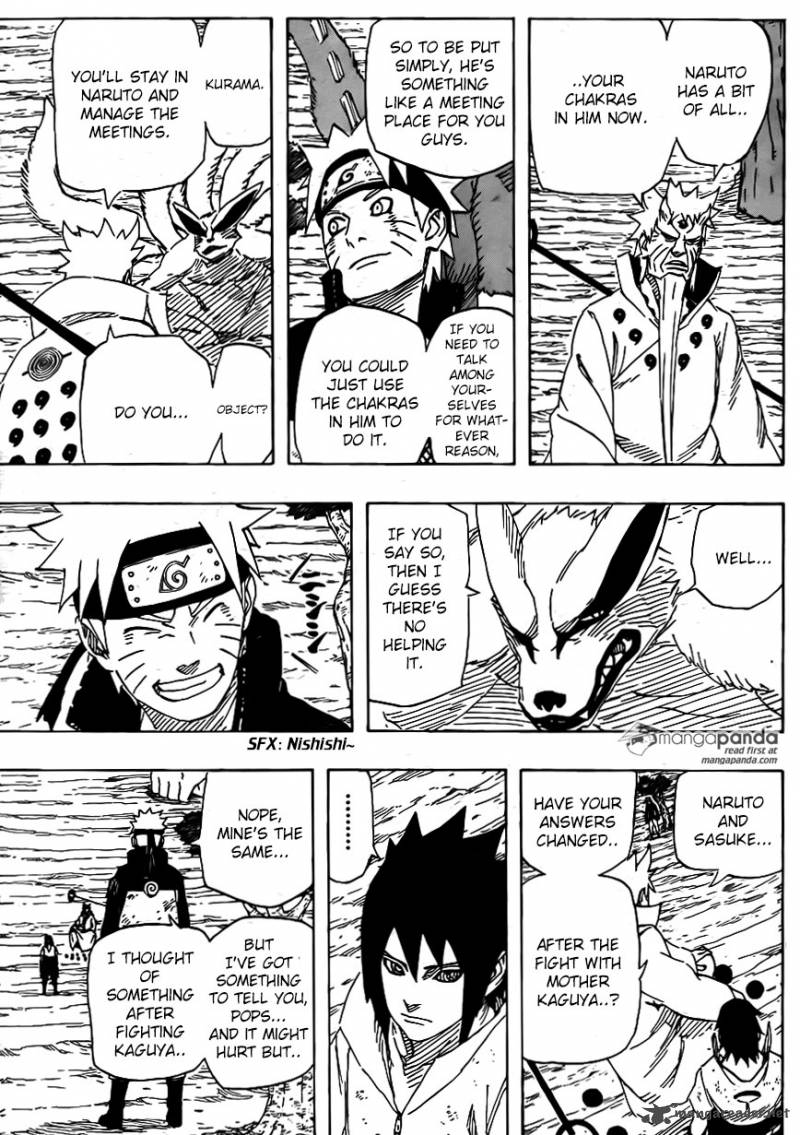 NARUTO
HAS A BIT
OF ALL..
..YOUR
CHAKRAS
IN HIM NOW.
SO TO BE PUT
SIMPLY, HE'S
SOMETHING
LIKE A MEETING
PLACE FOR YOU
GUYS.
IF YOU
NEED TO
TALK
AMONG
YOUR-
SELVES
FOR WHAT-
EVER
REASON,
YOU COULD
JUST USE
THE CHAKRAS
IN HIM TO
DO IT.
KURAMA.
YOU'LL STAY IN
NARUTO AND
MANAGE THE
MEETINGS.
DO YOU...
OBJECT?
WELL...
IF YOU
SAY SO,
THEN I
GUESS
THERE'S
NO
HELPING
IT.
SFX: Nishishi~
mangapanda
read first at
mangapanda.com
NARUTO
AND
SASUKE...
HAVE YOUR
ANSWERS
CHANGED..
AFTER THE
FIGHT WITH
MOTHER
KAGUYA..?
.........
NOPE,
MINE'S THE
SAME...
BUT
I'VE GOT
SOMETHING
TO TELL YOU,
POPS...
AND IT MIGHT
HURT BUT..
I THOUGHT
OF
SOMETHING
AFTER
FIGHTING
KAGUYA..
mangareader.net